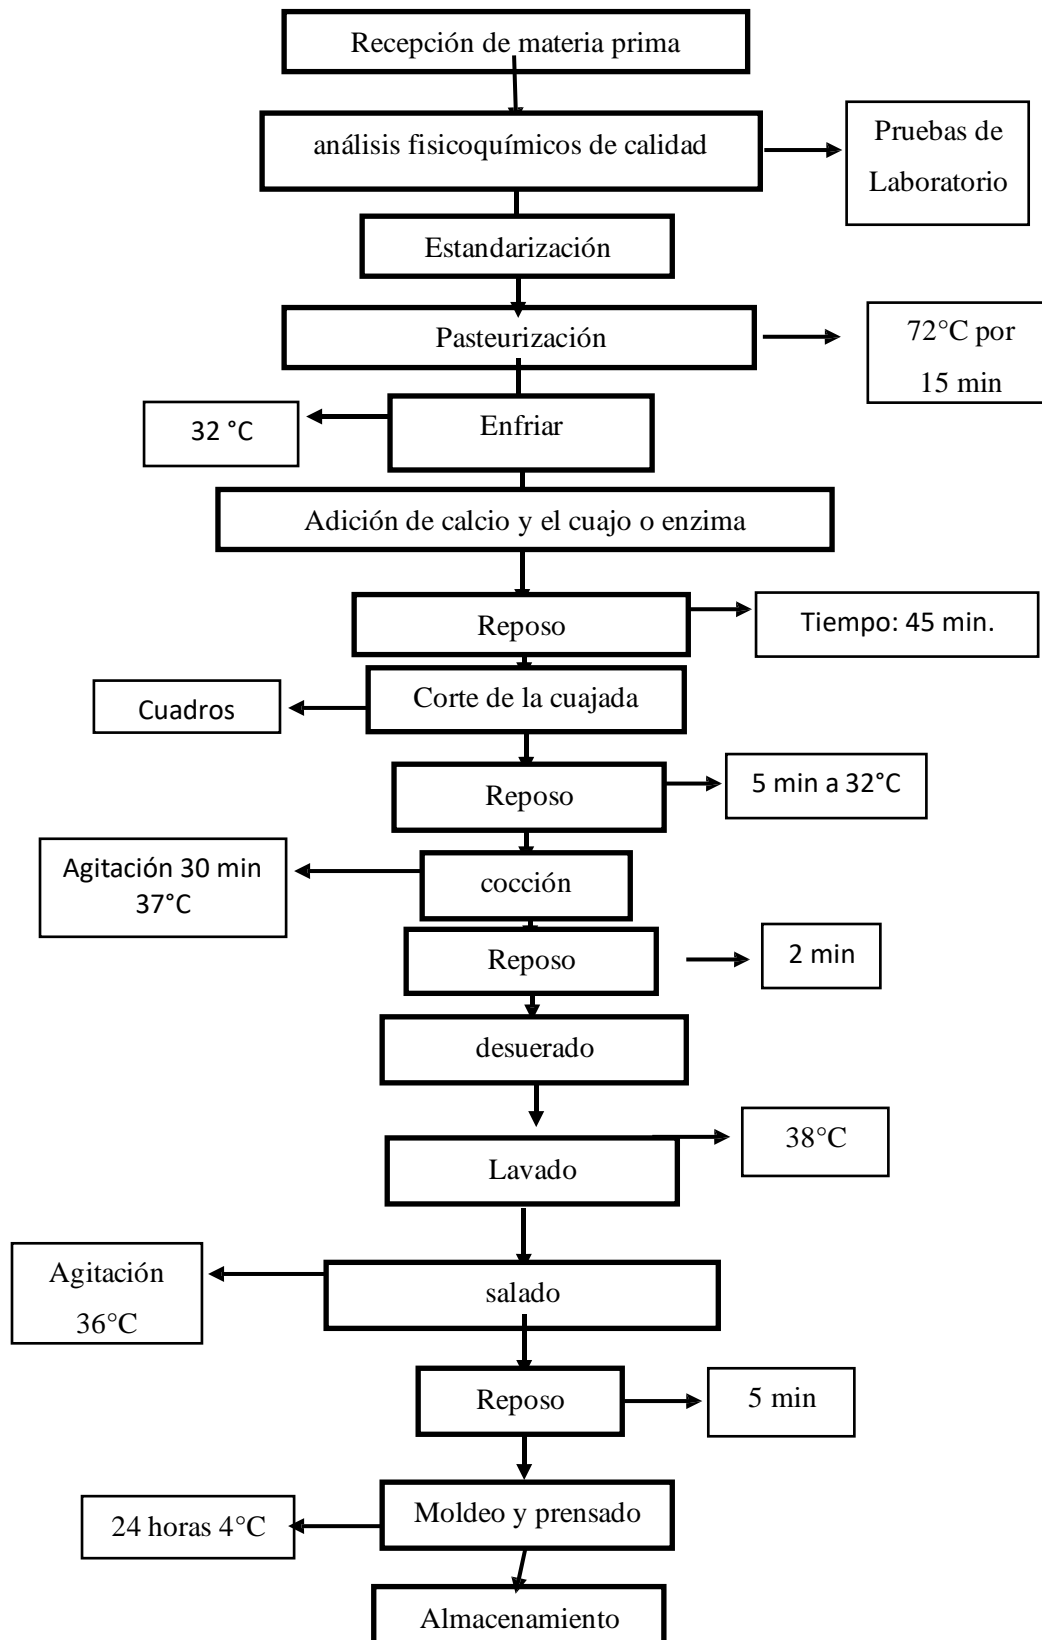 Recepción de materia prima
análisis fisicoquímicos de calidad
Pruebas de
Laboratorio
Estandarización
Pasteurización
72°C por
15 min
Enfriar
32 °C
Adición de calcio y el cuajo o enzima
Reposo
Tiempo: 45 min.
Corte de la cuajada
Cuadros
Reposo
5 min a 32°C
cocción
Agitación 30 min
37°C
Reposo
2 min
desuerado
Lavado
38°C
salado
Agitación
36°C
Reposo
5 min
Moldeo y prensado
24 horas 4°C
Almacenamiento